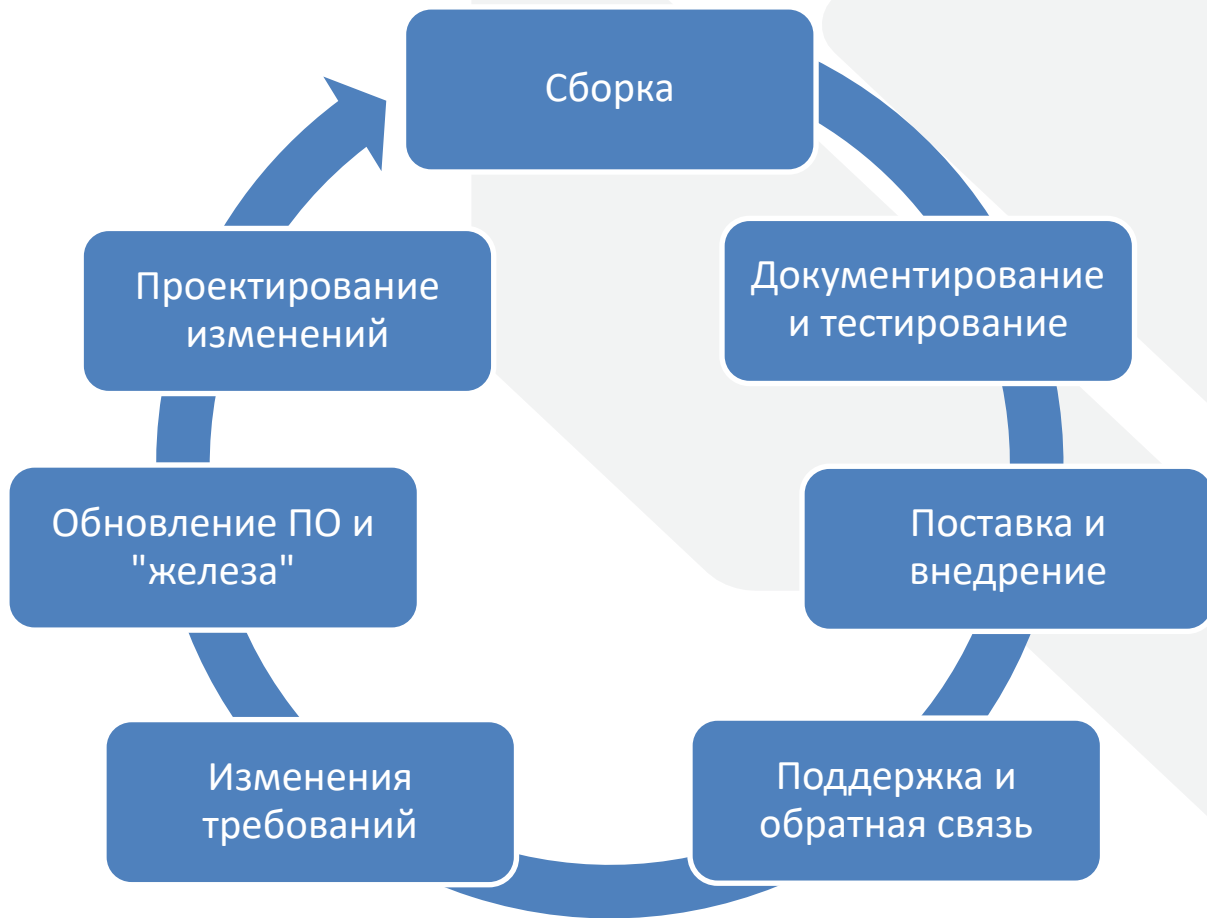 Сборка
Документирование
и тестирование
Поставка и
внедрение
Поддержка и
обратная связь
Изменения
требований
Обновление ПО и
"железа"
Проектирование
изменений